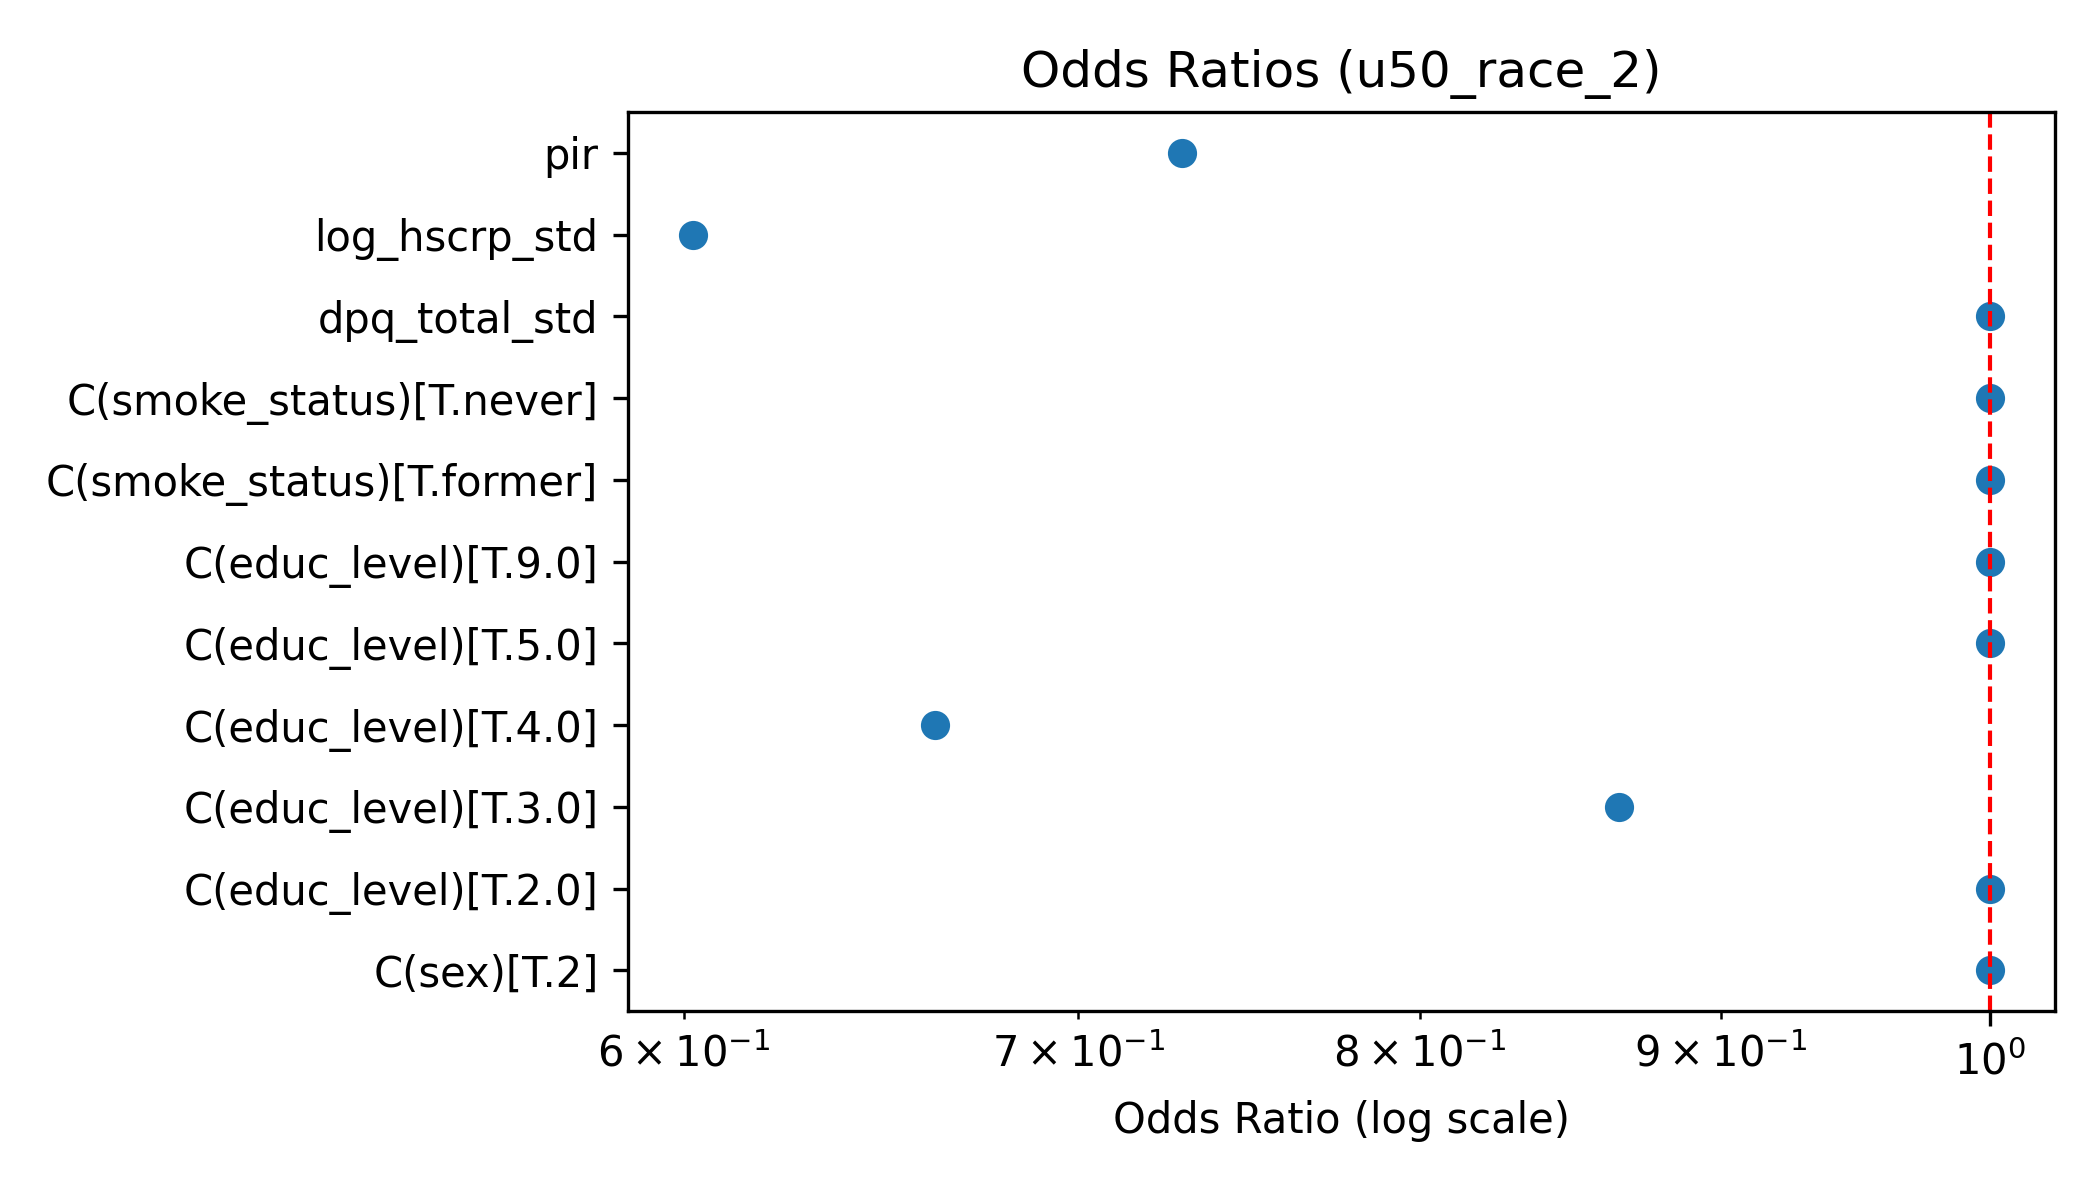 Odds Ratios (u50_race_2)
pir
log_hscrp_std
dpq_total_std
C(smoke_status)[T.never]
C(smoke_status)[T.former]
C(educ_level)[T.9.0]
C(educ_level)[T.5.0]
C(educ_level)[T.4.0]
C(educ_level)[T.3.0]
C(educ_level)[T.2.0]
C(sex)[T.2]
6 × 10⁻¹ 7 × 10⁻¹ 8 × 10⁻¹ 9 × 10⁻¹ 10⁰
Odds Ratio (log scale)